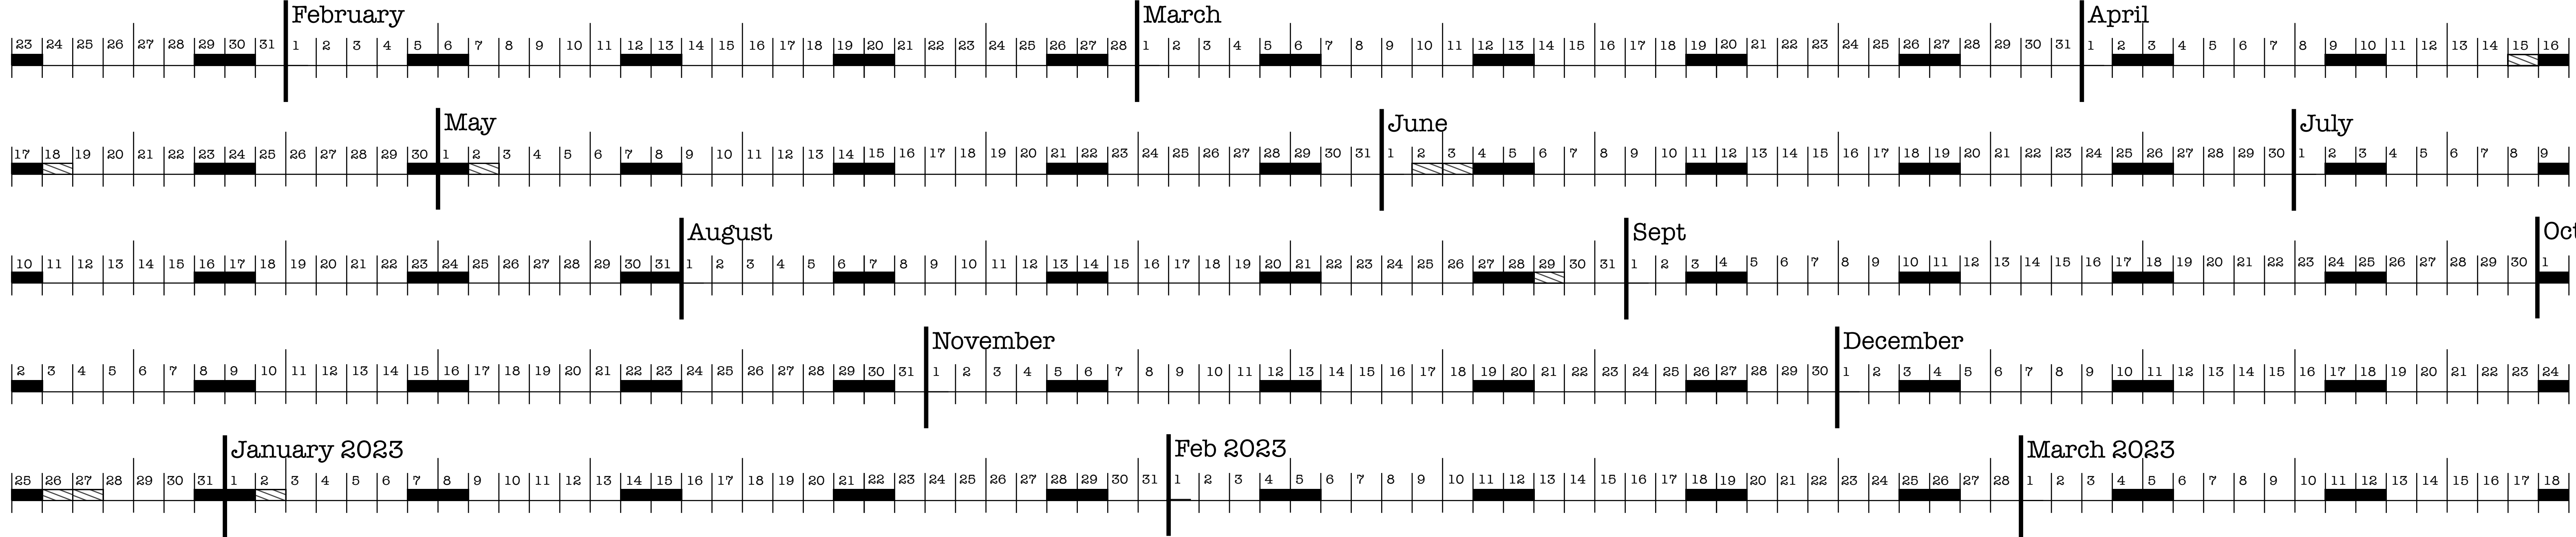 February March April
23 24 25 26 27 28 29 30 31 1 2 3 4 5 6 7 8 9 10 11 12 13 14 15 16 17 18 19 20 21 22 23 24 25 26 27 28 1 2 3 4 5 6 7 8 9 10 11 12 13 14 15 16 17 18 19 20 21 22 23 24 25 26 27 28 29 30 31 1 2 3 4 5 6 7 8 9 10 11 12 13 14 15 16
May June July
17 18 19 20 21 22 23 24 25 26 27 28 29 30 1 2 3 4 5 6 7 8 9 10 11 12 13 14 15 16 17 18 19 20 21 22 23 24 25 26 27 28 29 30 31 1 2 3 4 5 6 7 8 9 10 11 12 13 14 15 16 17 18 19 20 21 22 23 24 25 26 27 28 29 30 1 2 3 4 5 6 7 8 9
August Sept Oct
10 11 12 13 14 15 16 17 18 19 20 21 22 23 24 25 26 27 28 29 30 31 1 2 3 4 5 6 7 8 9 10 11 12 13 14 15 16 17 18 19 20 21 22 23 24 25 26 27 28 29 30 31 1 2 3 4 5 6 7 8 9 10 11 12 13 14 15 16 17 18 19 20 21 22 23 24 25 26 27 28 29 30 1
November December
2 3 4 5 6 7 8 9 10 11 12 13 14 15 16 17 18 19 20 21 22 23 24 25 26 27 28 29 30 31 1 2 3 4 5 6 7 8 9 10 11 12 13 14 15 16 17 18 19 20 21 22 23 24 25 26 27 28 29 30 1 2 3 4 5 6 7 8 9 10 11 12 13 14 15 16 17 18 19 20 21 22 23 24
January 2023 Feb 2023 March 2023
25 26 27 28 29 30 31 1 2 3 4 5 6 7 8 9 10 11 12 13 14 15 16 17 18 19 20 21 22 23 24 25 26 27 28 29 30 31 1 2 3 4 5 6 7 8 9 10 11 12 13 14 15 16 17 18 19 20 21 22 23 24 25 26 27 28 1 2 3 4 5 6 7 8 9 10 11 12 13 14 15 16 17 18